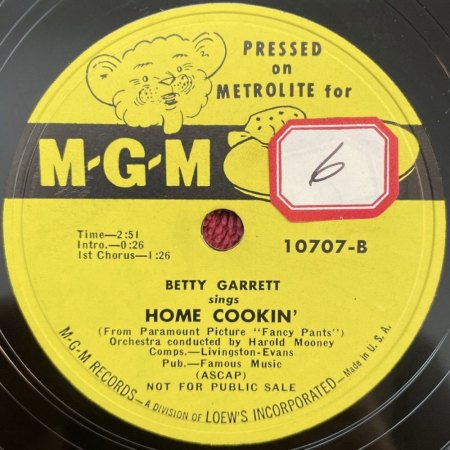 PRESSED
on
METROLITE for
M-G-M
6
Time—2:51
Intro.—0:26
1st Chorus—1:26
10707-B
BETTY GARRETT
sings
HOME COOKIN'
(From Paramount Picture "Fancy Pants")
Orchestra conducted by Harold Mooney
Comps.—Livingston-Evans
Pub.—Famous Music
(ASCAP)
NOT FOR PUBLIC SALE
M-G-M RECORDS—A DIVISION OF LOEW'S INCORPORATED—Made in U. S. A.